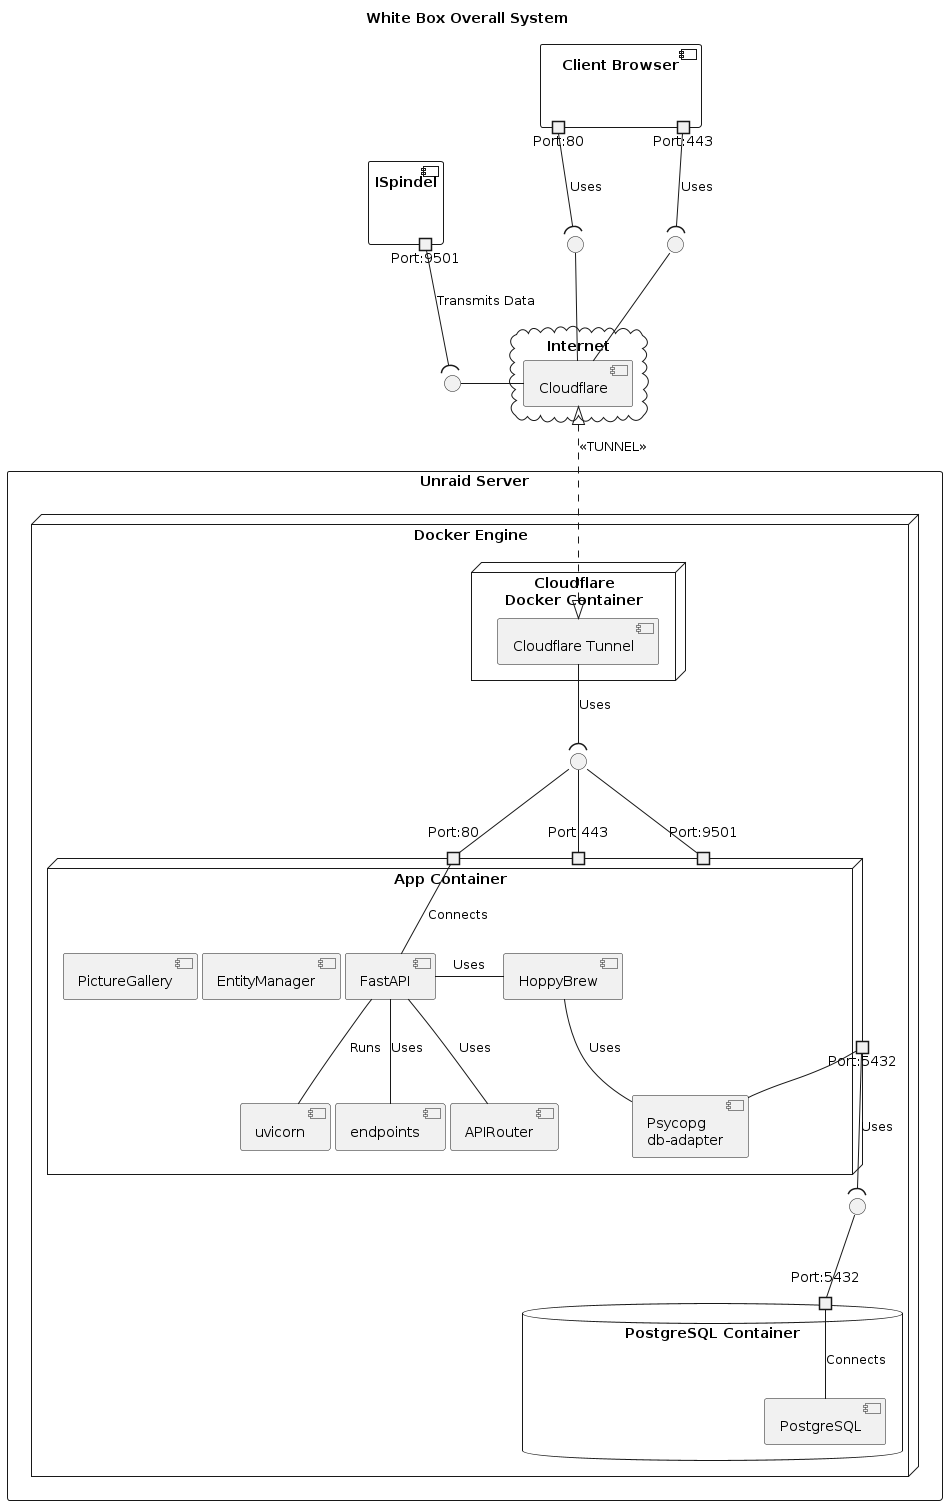 White Box Overall System
Client Browser
Port:80
Port:443
ISpindel
Uses
Uses
Port:9501
Transmits Data
Internet
Cloudflare
«TUNNEL»
Unraid Server
Docker Engine
Cloudflare
Docker Container
Cloudflare Tunnel
Uses
Port:80
Port:443
Port:9501
App Container
Connects
Uses
PictureGallery
EntityManager
FastAPI
HoppyBrew
Runs
Uses
Uses
Uses
Port:5432
uvicorn
endpoints
APIRouter
Psycopg
db-adapter
Uses
Port:5432
PostgreSQL Container
Connects
PostgreSQL